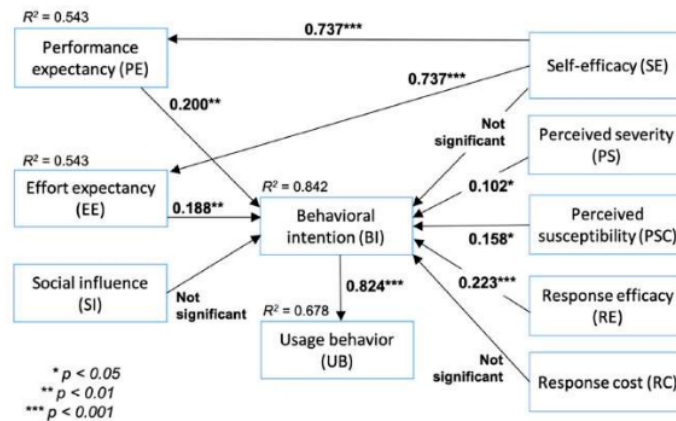 R² = 0.543
Performance
expectancy (PE)
0.737***
Self-efficacy (SE)
0.737***
0.200**
Not
significant
Perceived severity
(PS)
R² = 0.543
Effort expectancy
(EE)
0.188**
R² = 0.842
Behavioral
intention (BI)
0.102*
Perceived
susceptibility (PSC)
0.158*
Social influence
(SI)
Not
significant
0.824***
0.223***
Response efficacy
(RE)
R² = 0.678
Usage behavior
(UB)
Not
significant
Response cost (RC)
* p < 0.05
** p < 0.01
*** p < 0.001